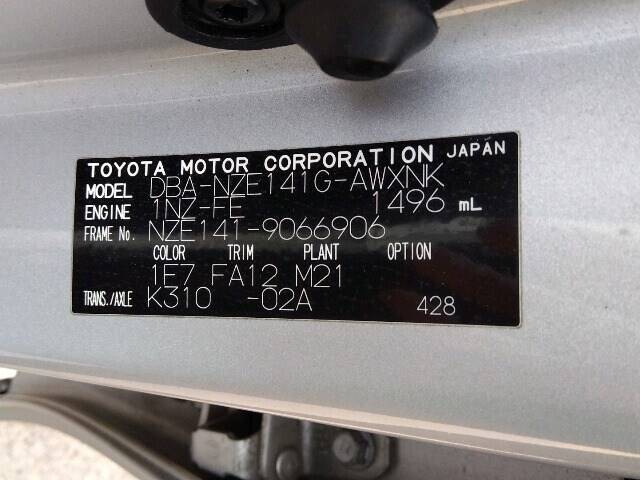 TOYOTA MOTOR CORPORATION JAPAN
MODEL DBA-NZE141G-AWXNK
ENGINE 1NZ-FE 1496 mL
FRAME No. NZE141-9066906
COLOR TRIM PLANT OPTION
1E7 FA12 M21
TRANS./AXLE K310 -02A 428